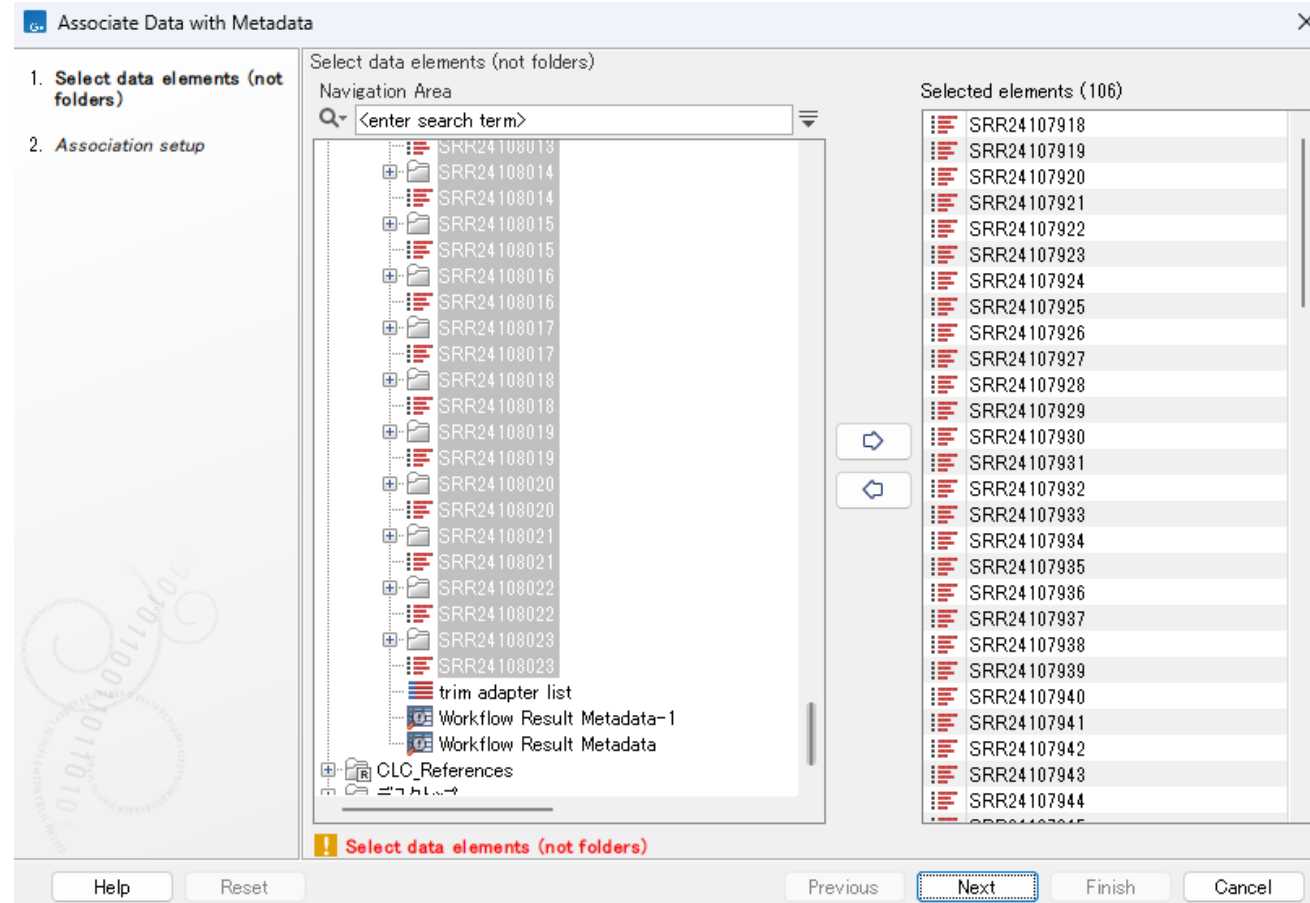 Associate Data with Metadata
1. Select data elements (not folders)
2. Association setup
Select data elements (not folders)
Navigation Area
<enter search term>
SRR24108013
SRR24108014
SRR24108014
SRR24108015
SRR24108015
SRR24108016
SRR24108016
SRR24108017
SRR24108017
SRR24108018
SRR24108018
SRR24108019
SRR24108019
SRR24108020
SRR24108020
SRR24108021
SRR24108021
SRR24108022
SRR24108022
SRR24108023
SRR24108023
trim adapter list
Workflow Result Metadata-1
Workflow Result Metadata
CLC_References
Selected elements (106)
SRR24107918
SRR24107919
SRR24107920
SRR24107921
SRR24107922
SRR24107923
SRR24107924
SRR24107925
SRR24107926
SRR24107927
SRR24107928
SRR24107929
SRR24107930
SRR24107931
SRR24107932
SRR24107933
SRR24107934
SRR24107935
SRR24107936
SRR24107937
SRR24107938
SRR24107939
SRR24107940
SRR24107941
SRR24107942
SRR24107943
SRR24107944
Select data elements (not folders)
Help
Reset
Previous
Next
Finish
Cancel